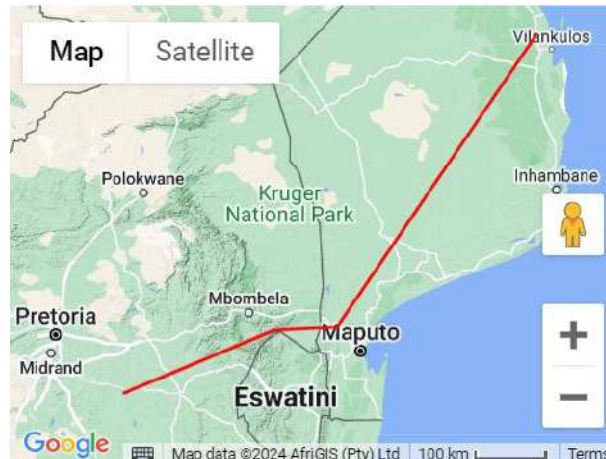 Map Satellite
Vilankulos
Polokwane
Inhambane
Kruger
National Park
Mbombela
Pretoria
Maputo
Midrand
Eswatini
Google
Map data ©2024 AfriGIS (Pty) Ltd 100 km Terms